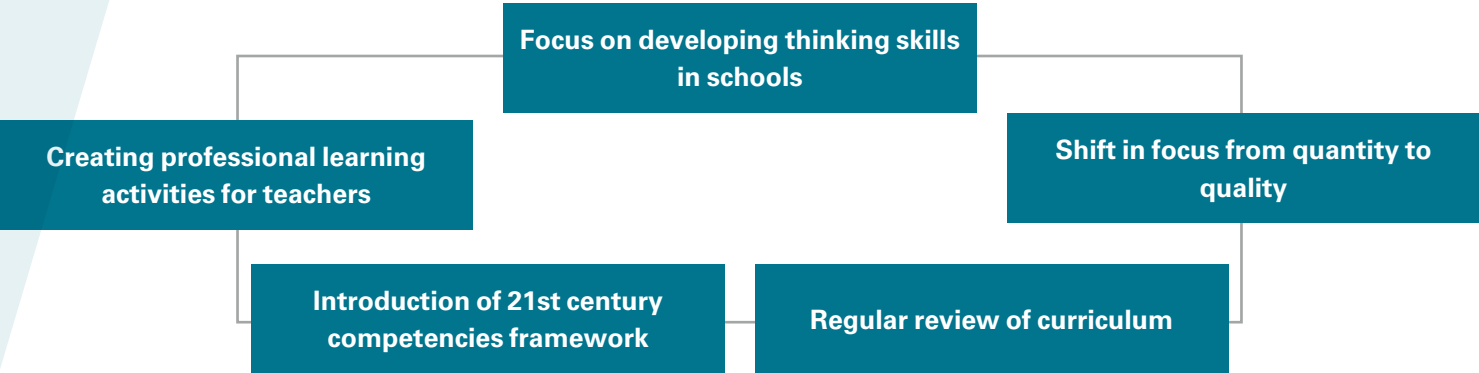 Focus on developing thinking skills
in schools
Creating professional learning
activities for teachers
Shift in focus from quantity to
quality
Introduction of 21st century
competencies framework
Regular review of curriculum